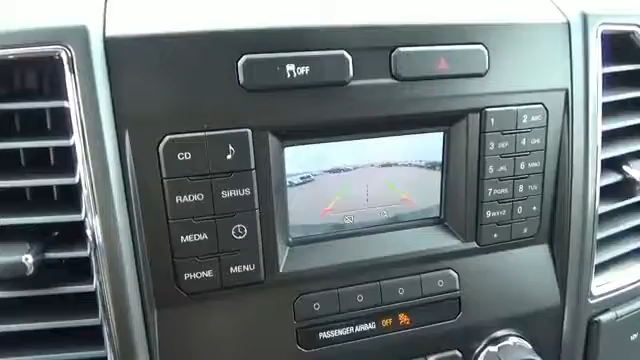 OFF
CD
RADIO SIRIUS
MEDIA
PHONE MENU
1 2 ABC
3 DEF 4 GHI
5 JKL 6 MNO
7 PQRS 8 TUV
9 WXYZ 0 +
* #
PASSENGER AIRBAG OFF